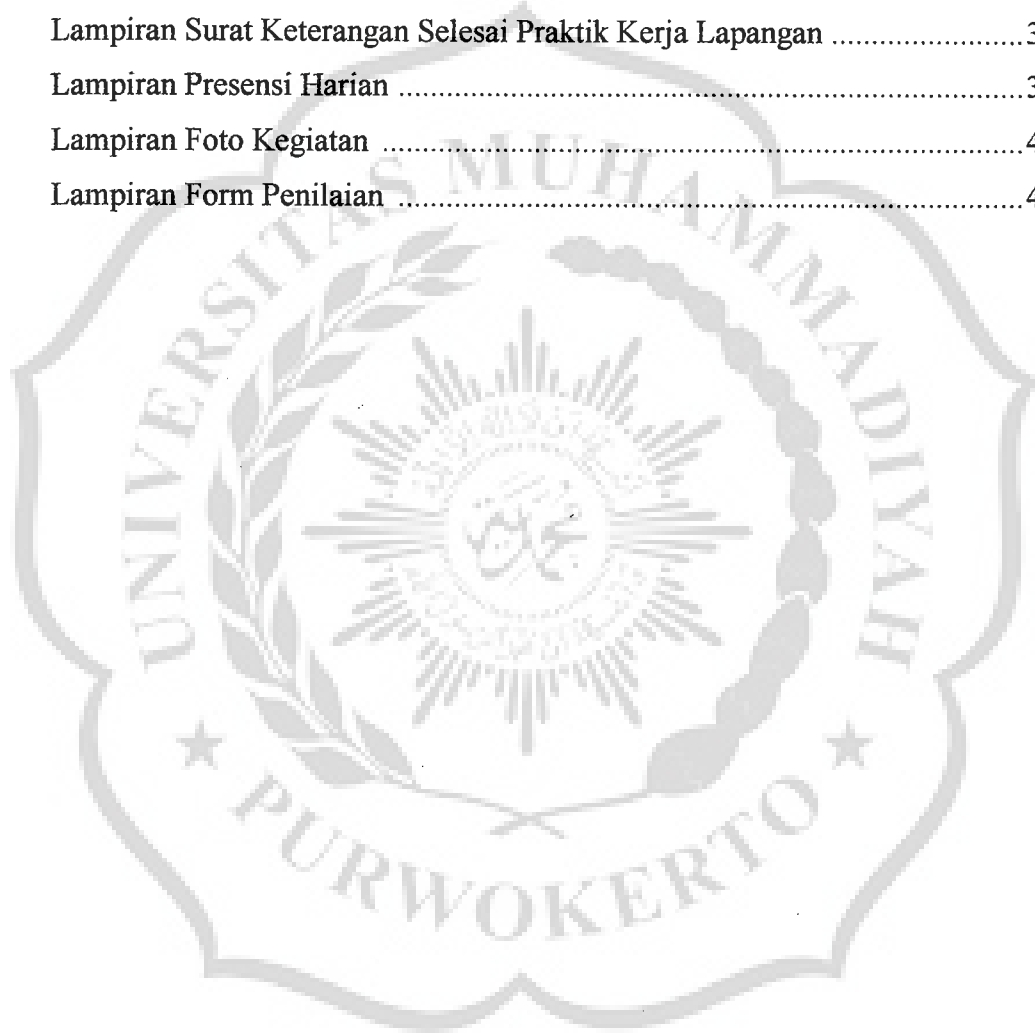 Lampiran Surat Keterangan Selesai Praktik Kerja Lapangan ........................3
Lampiran Presensi Harian ...............................................................................3
Lampiran Foto Kegiatan .................................................................................4
Lampiran Form Penilaian ...............................................................................4
UNIVERSITAS MUHAMMADIYAH
PURWOKERTO